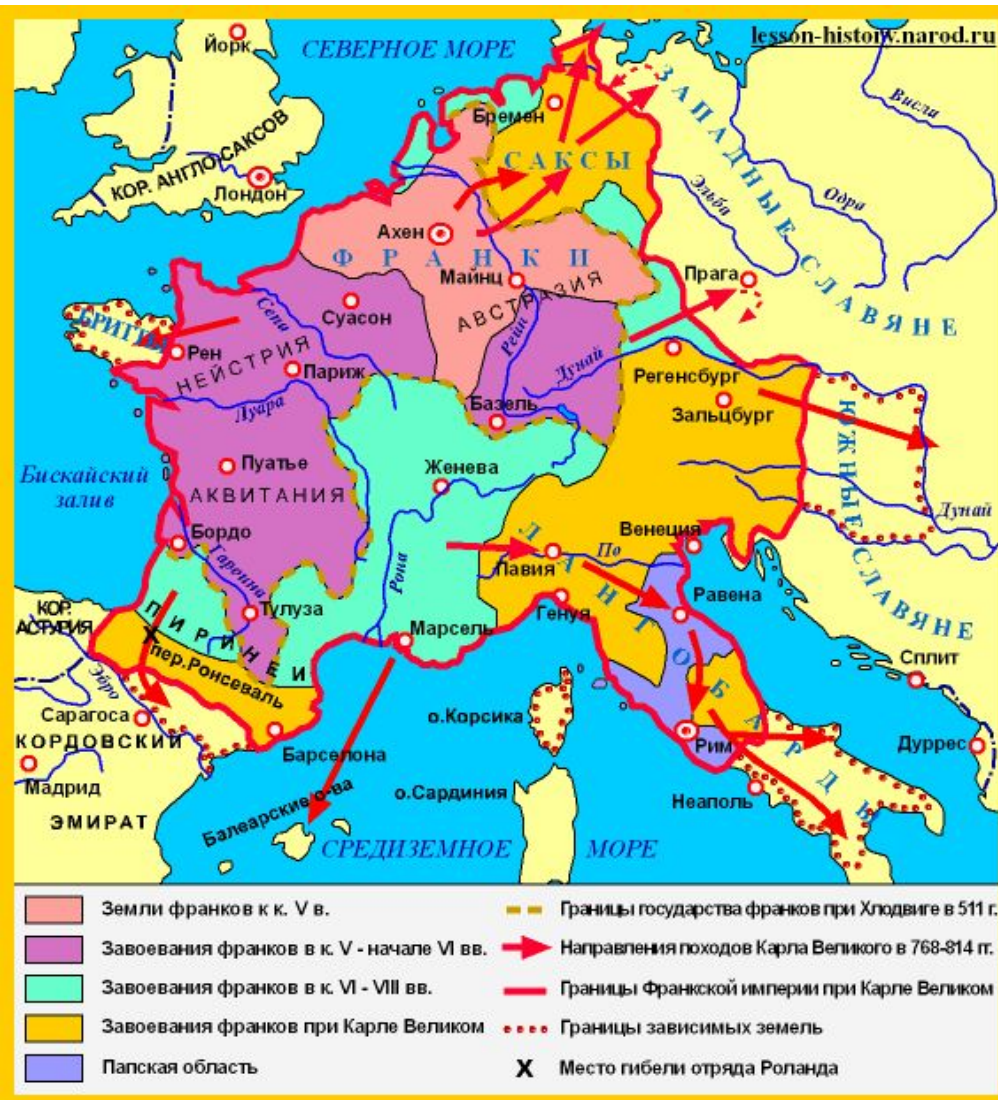 lesson-history.narod.ru
Йорк
СЕВЕРНОЕ МОРЕ
КОР. АНГЛО-САКСОВ
Лондон
Бремен
САКСЫ
ЗАПАДНЫЕ СЛАВЯНЕ
Висла
Одра
Эльба
Ахен
ФРАНКИ
Майнц
АВСТРАЗИЯ
Рейн
Прага
Суасон
Сена
БРИТТЫ
Рен
НЕЙСТРИЯ
Париж
Луара
Дунай
Регенсбург
Зальцбург
Базель
Бискайский
залив
Пуатье
АКВИТАНИЯ
Женева
ЮЖНЫЕ СЛАВЯНЕ
Дунай
Бордо
Гаронна
Рона
ЛАНГОБАРДЫ
Венеция
По
Павия
Равена
Генуя
КОР.
АСТУРИЯ
ПИРИНЕИ
Тулуза
Марсель
пер.Ронсеваль
Эбро
Сплит
Сарагоса
КОРДОВСКИЙ
Барселона
о.Корсика
Рим
Дуррес
Мадрид
ЭМИРАТ
Балеарские о-ва
о.Сардиния
Неаполь
СРЕДИЗЕМНОЕ МОРЕ
Земли франков к к. V в.
Завоевания франков в к. V - начале VI вв.
Завоевания франков в к. VI - VIII вв.
Завоевания франков при Карле Великом
Папская область
Границы государства франков при Хлодвиге в 511 г.
Направления походов Карла Великого в 768-814 гг.
Границы Франкской империи при Карле Великом
Границы зависимых земель
X Место гибели отряда Роланда